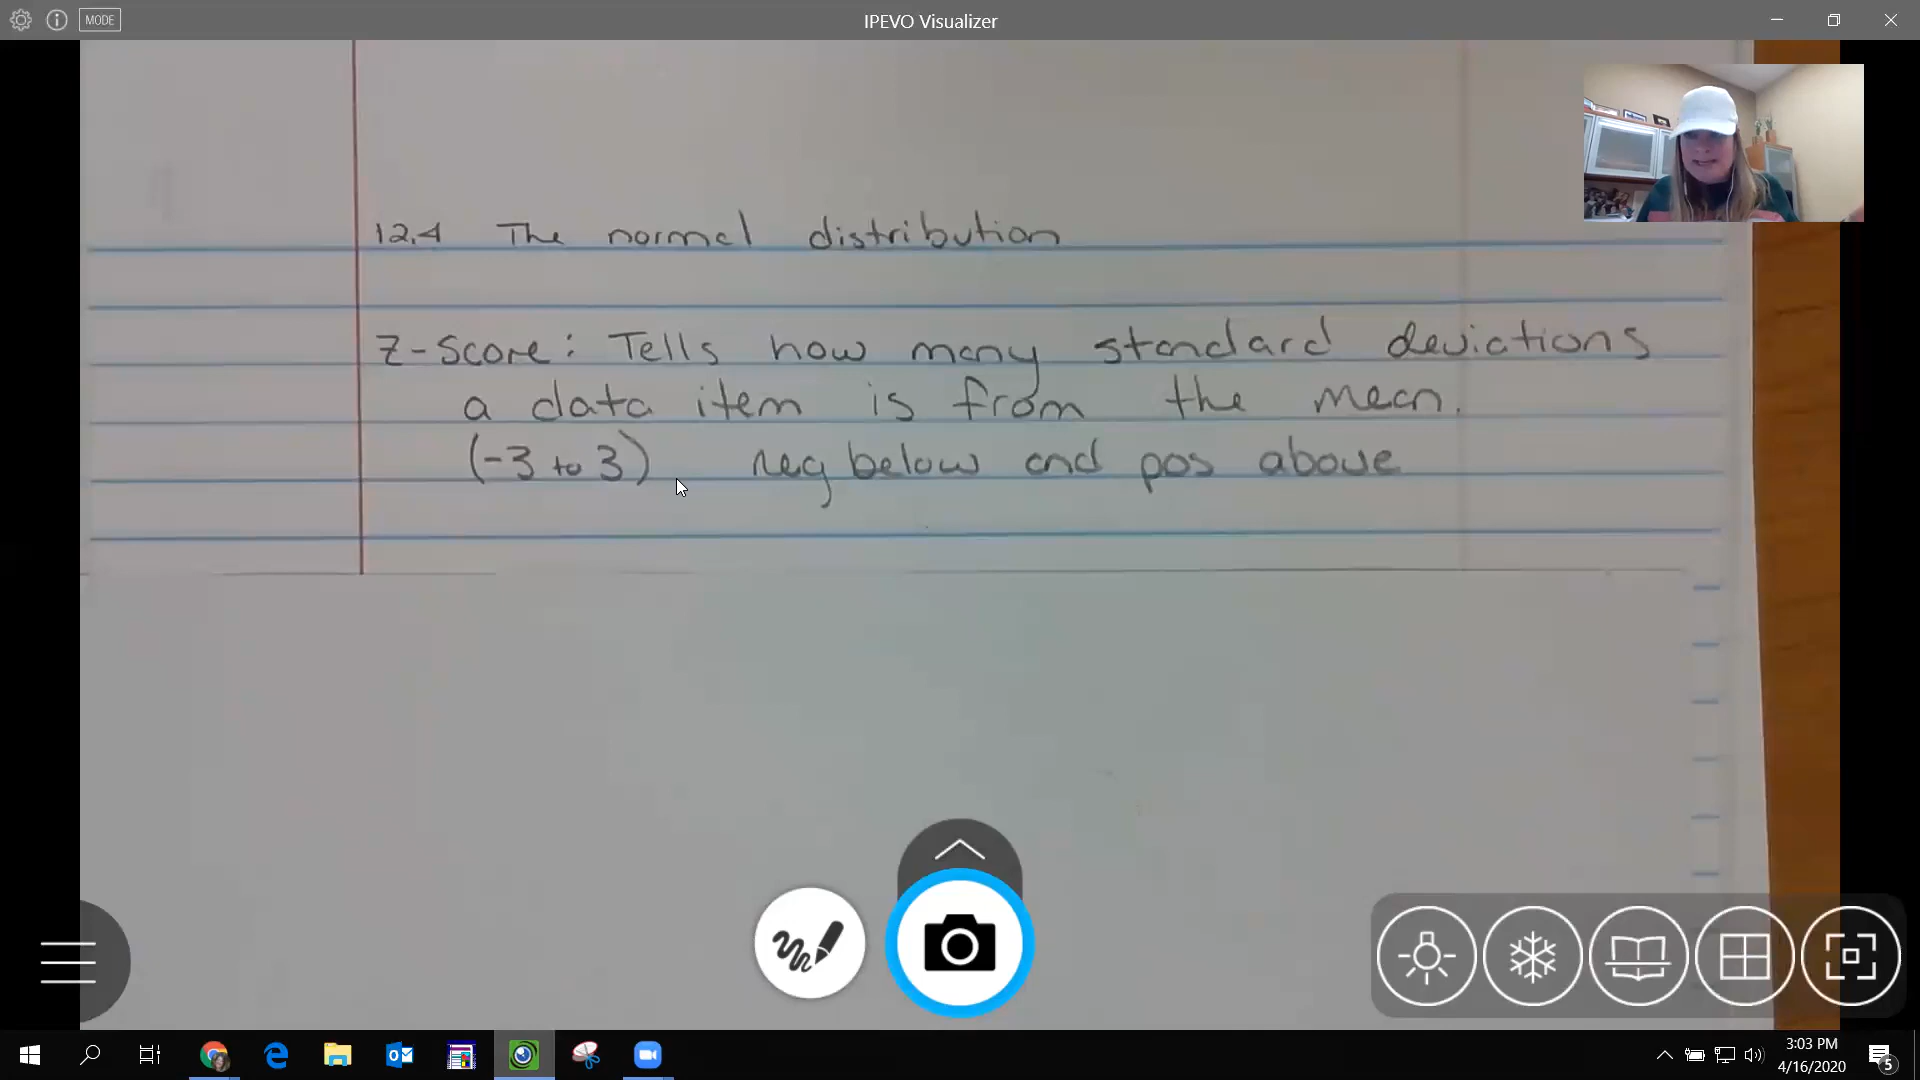 MODE
IPEVO Visualizer
12.4 The normal distribution
Z-Score: Tells how many standard deviations
a data item is from the mean.
(-3 to 3) neg below and pos above
3:03 PM
4/16/2020
5